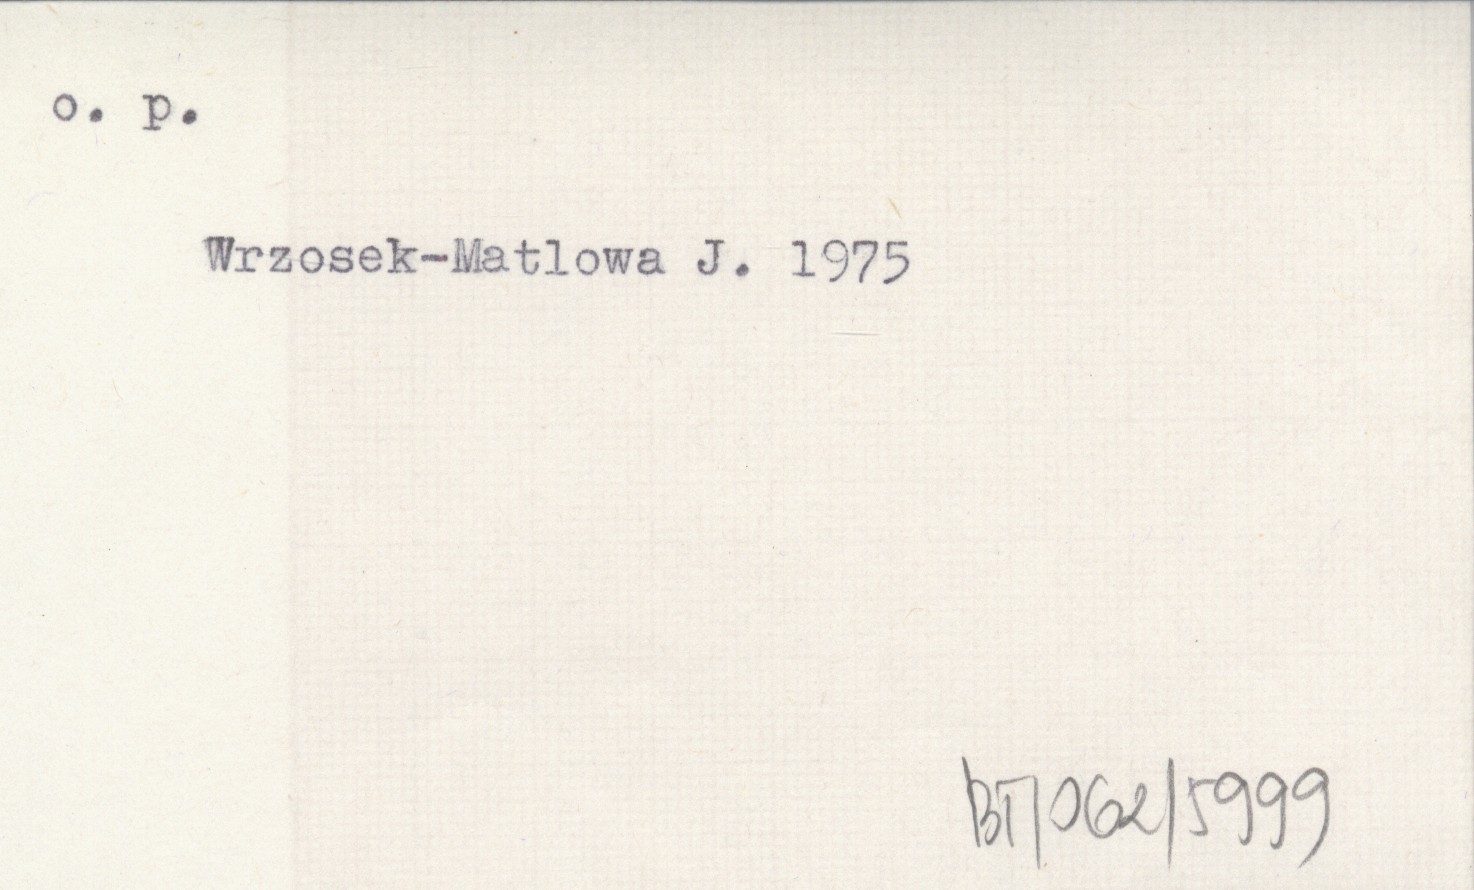 o. p.
Wrzosek-Matlowa J. 1975
BT/062/5999